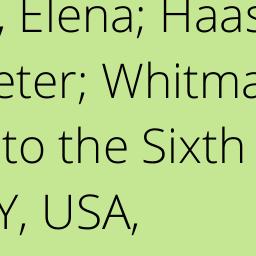 , Elena; Haas
eter; Whitma
to the Sixth
Y, USA,